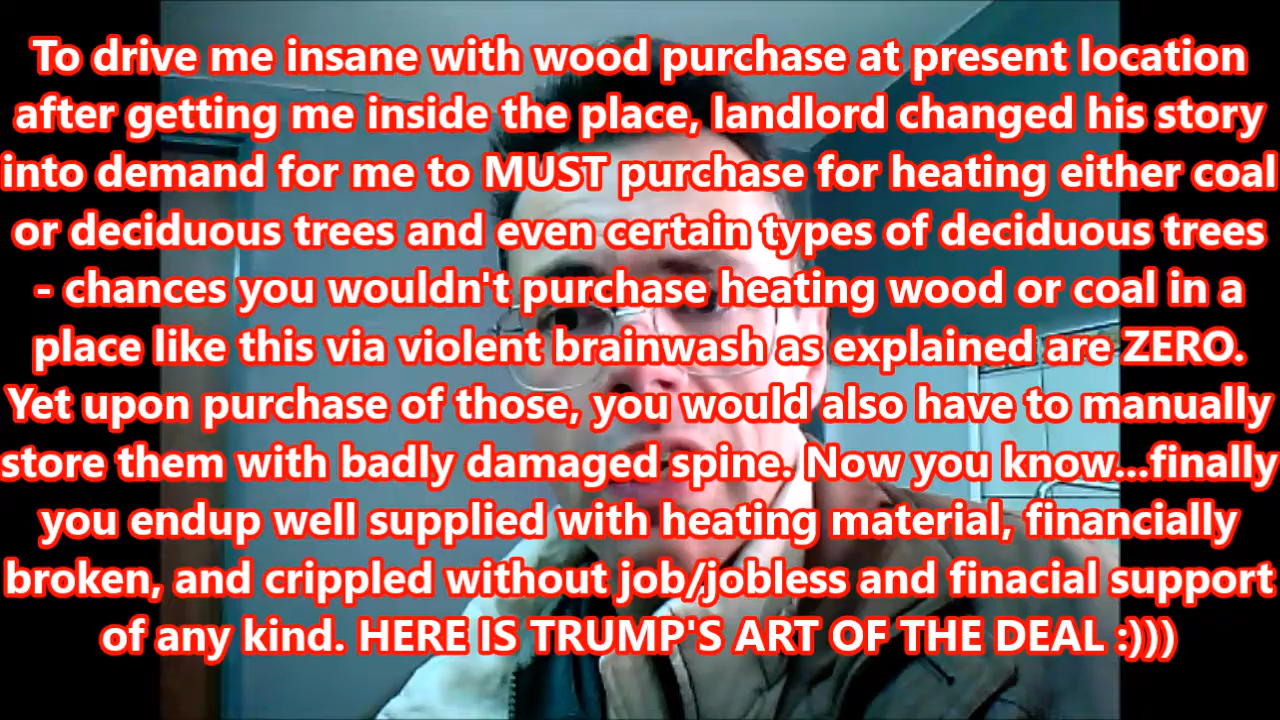 To drive me insane with wood purchase at present location
after getting me inside the place, landlord changed his story
into demand for me to MUST purchase for heating either coal
or deciduous trees and even certain types of deciduous trees
- chances you wouldn't purchase heating wood or coal in a
place like this via violent brainwash as explained are ZERO.
Yet upon purchase of those, you would also have to manually
store them with badly damaged spine. Now you know...finally
you endup well supplied with heating material, financially
broken, and crippled without job/jobless and finacial support
of any kind. HERE IS TRUMP'S ART OF THE DEAL :)))